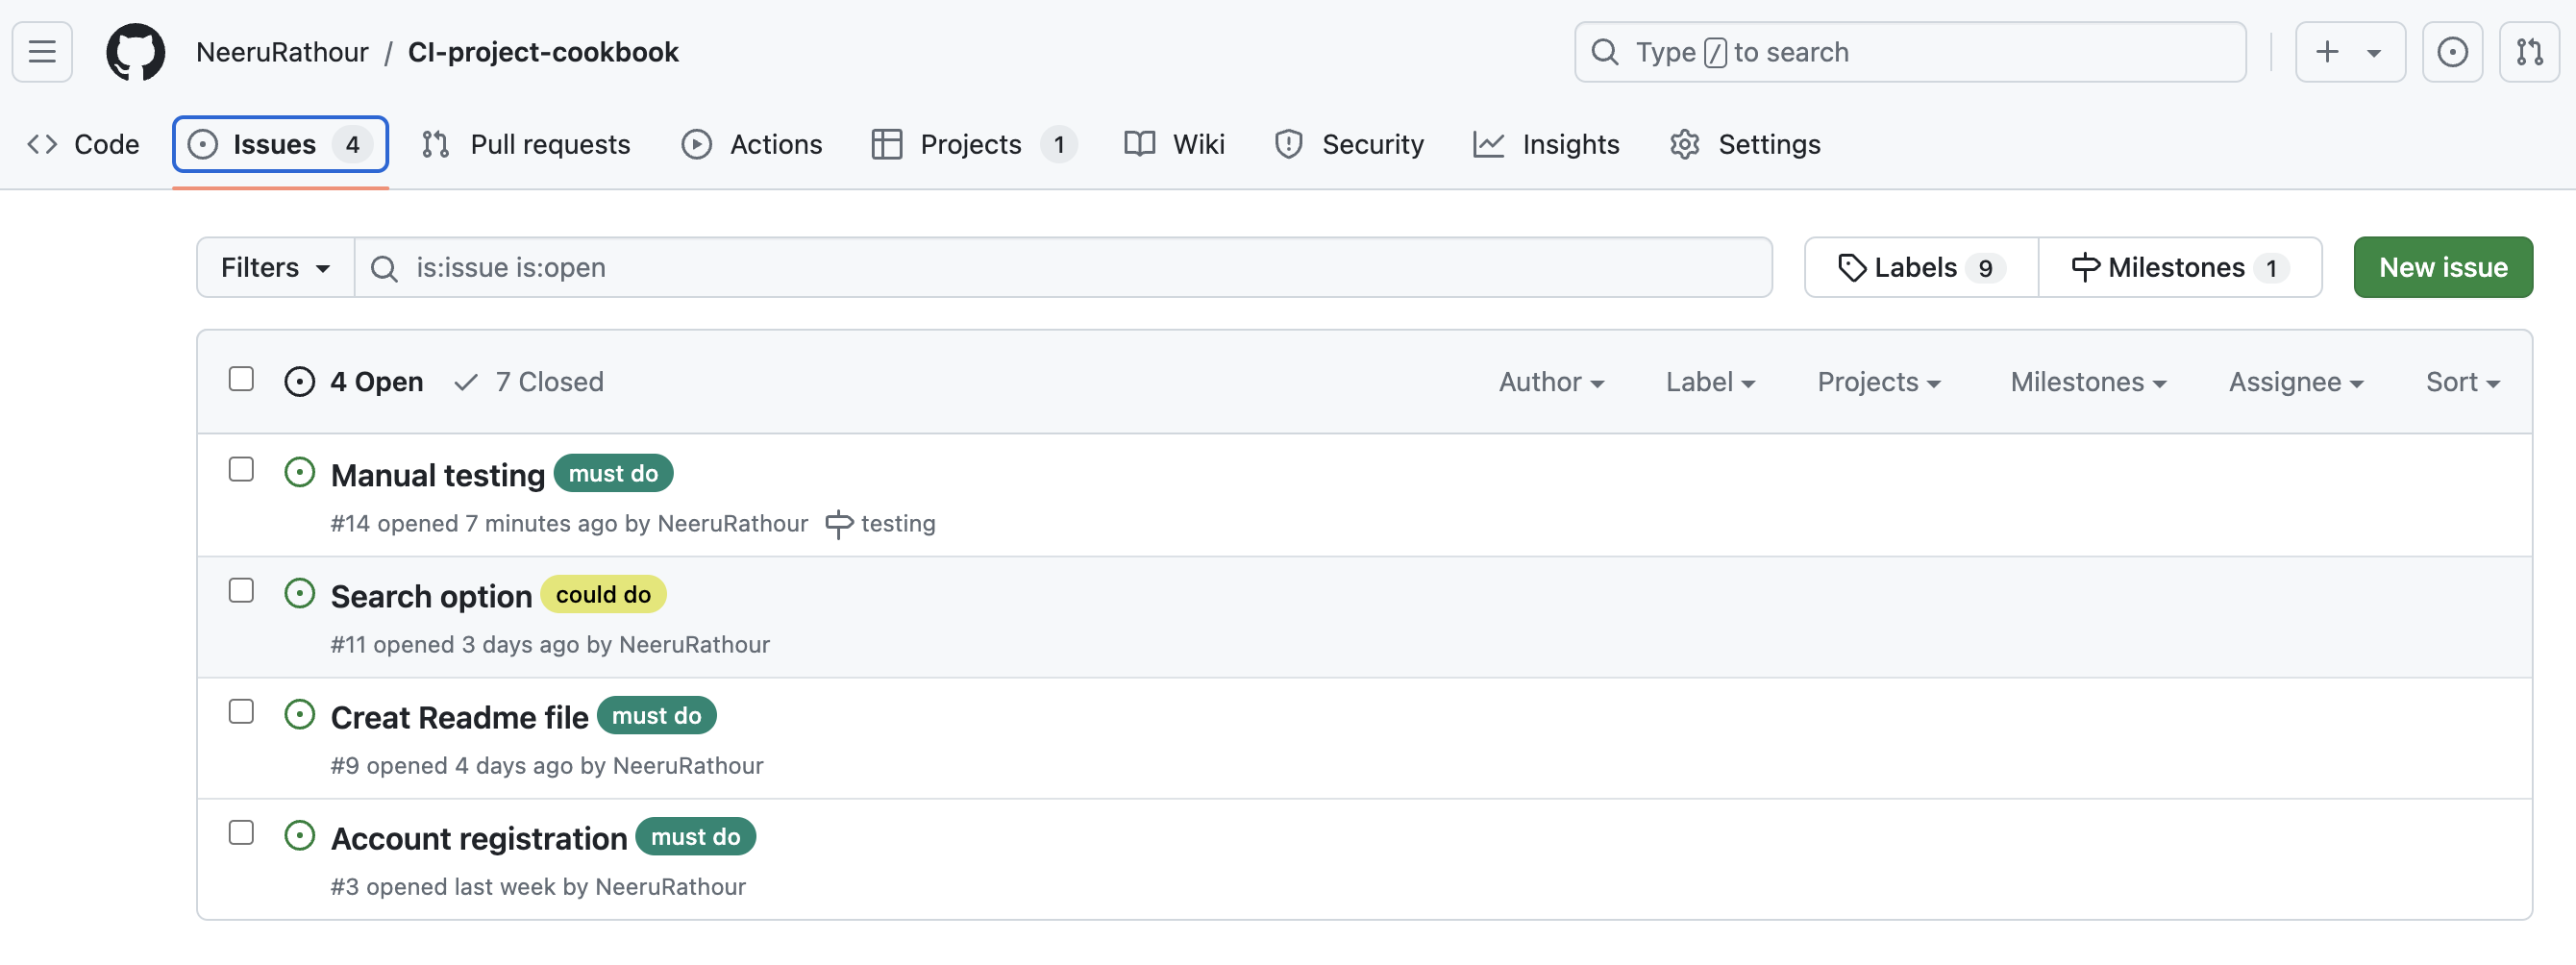 NeeruRathour / CI-project-cookbook
Type / to search
Code
Issues 4
Pull requests
Actions
Projects 1
Wiki
Security
Insights
Settings
Filters
is:issue is:open
Labels 9
Milestones 1
New issue
4 Open
7 Closed
Author
Label
Projects
Milestones
Assignee
Sort
Manual testing must do
#14 opened 7 minutes ago by NeeruRathour testing
Search option could do
#11 opened 3 days ago by NeeruRathour
Creat Readme file must do
#9 opened 4 days ago by NeeruRathour
Account registration must do
#3 opened last week by NeeruRathour